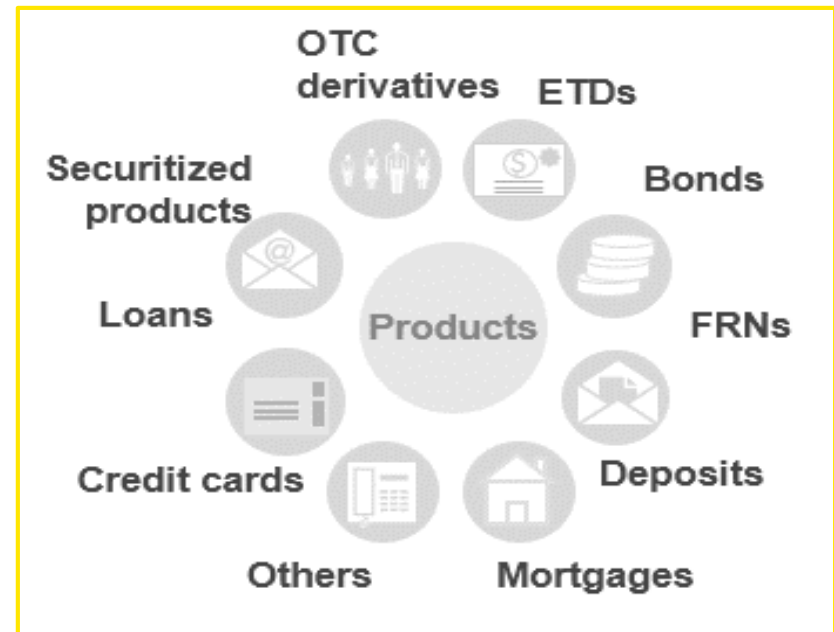 OTC
derivatives
ETDs
Securitized
products
Bonds
Loans
Products
FRNs
Credit cards
Deposits
Others
Mortgages